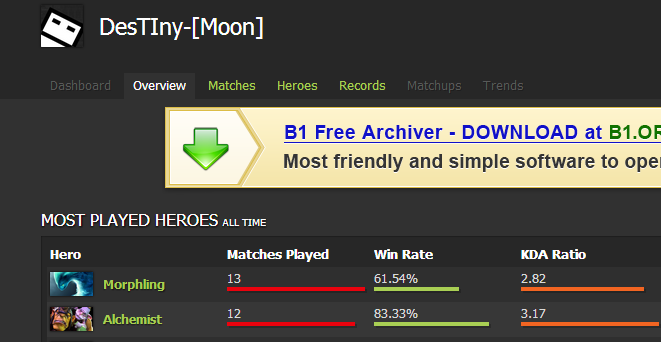 DesTIny-[Moon]
Dashboard Overview Matches Heroes Records Matchups Trends
B1 Free Archiver - DOWNLOAD at B1.OR
Most friendly and simple software to oper
MOST PLAYED HEROES ALL TIME
Hero Matches Played Win Rate KDA Ratio
Morphling 13 61.54% 2.82
Alchemist 12 83.33% 3.17